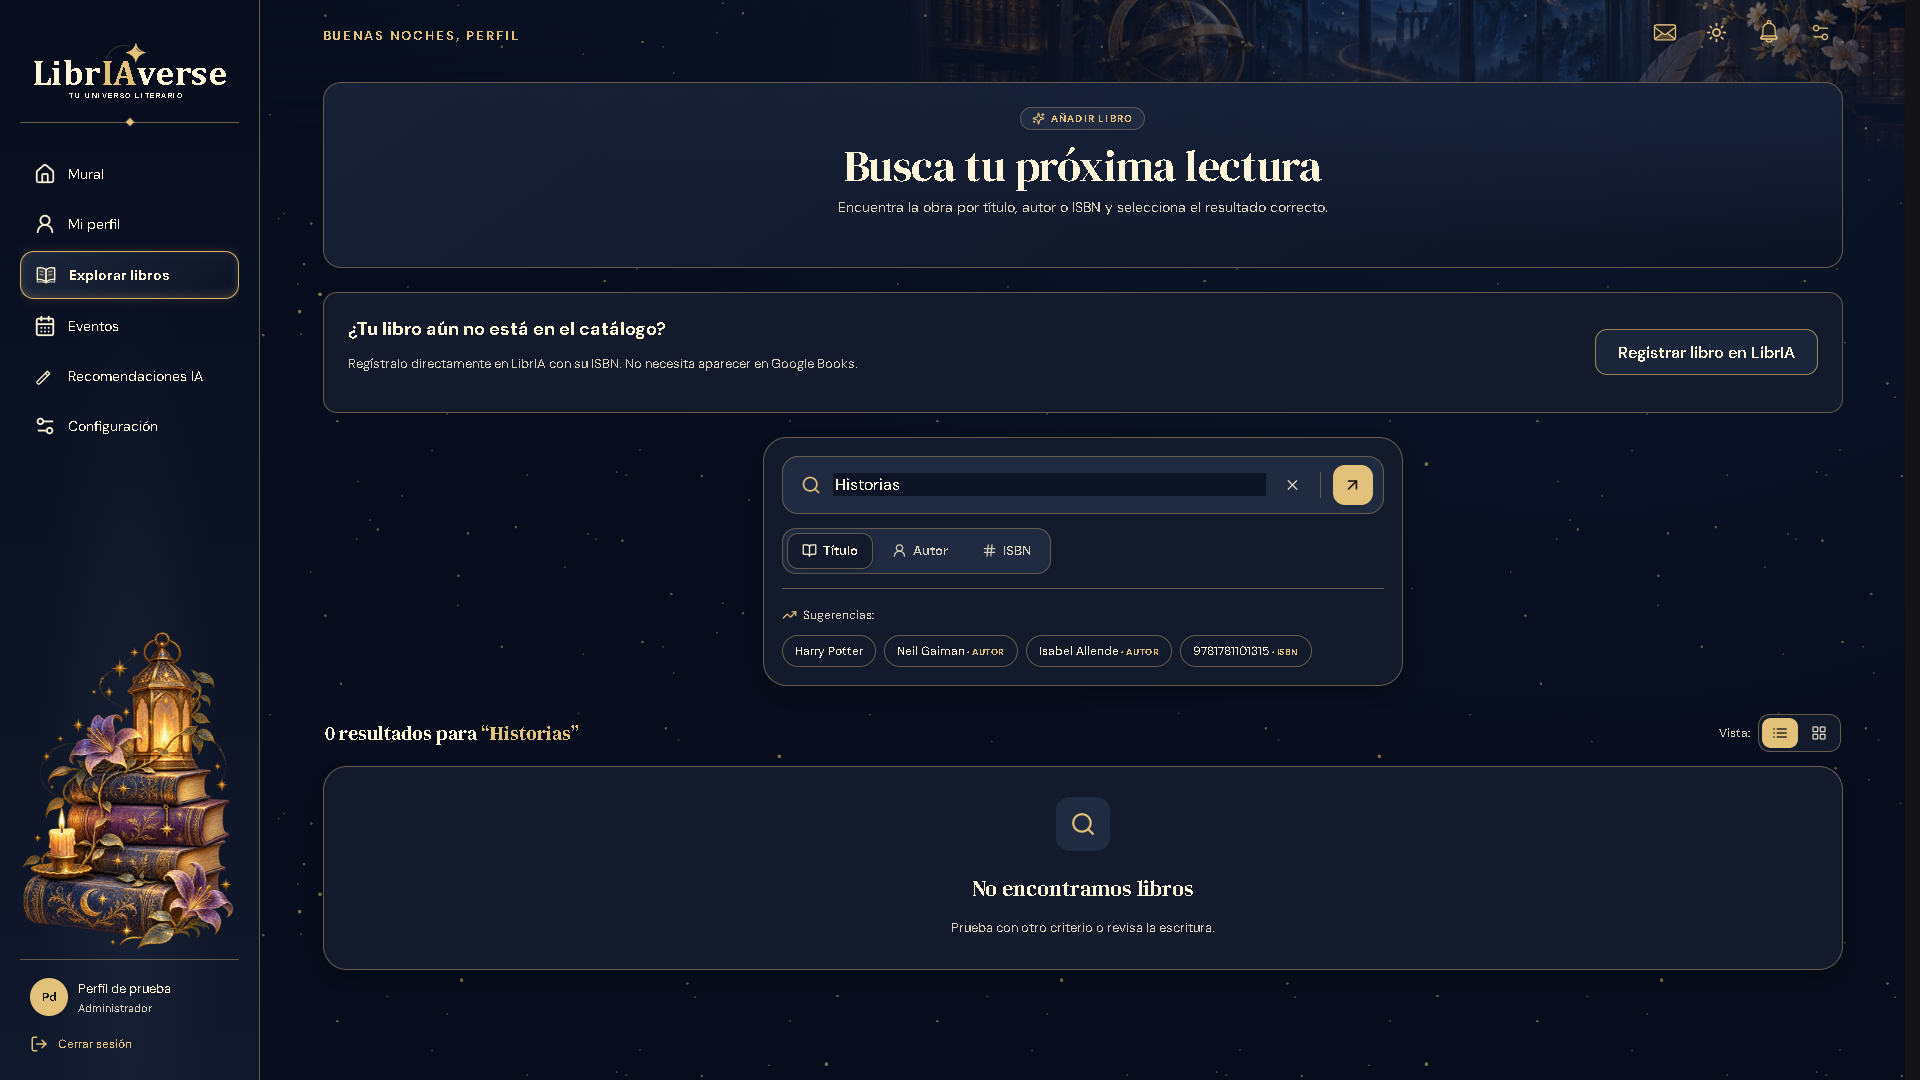 LibrIAverse
TU UNIVERSO LITERARIO
Mural
Mi perfil
Explorar libros
Eventos
Recomendaciones IA
Configuración
Pd
Perfil de prueba
Administrador
Cerrar sesión
BUENAS NOCHES, PERFIL
AÑADIR LIBRO
Busca tu próxima lectura
Encuentra la obra por título, autor o ISBN y selecciona el resultado correcto.
¿Tu libro aún no está en el catálogo?
Regístralo directamente en LibrIA con su ISBN. No necesita aparecer en Google Books.
Registrar libro en LibrIA
Historias
Título Autor ISBN
Sugerencias:
Harry Potter Neil Gaiman · AUTOR Isabel Allende · AUTOR 9781781101315 · ISBN
0 resultados para “Historias”
Vista:
No encontramos libros
Prueba con otro criterio o revisa la escritura.